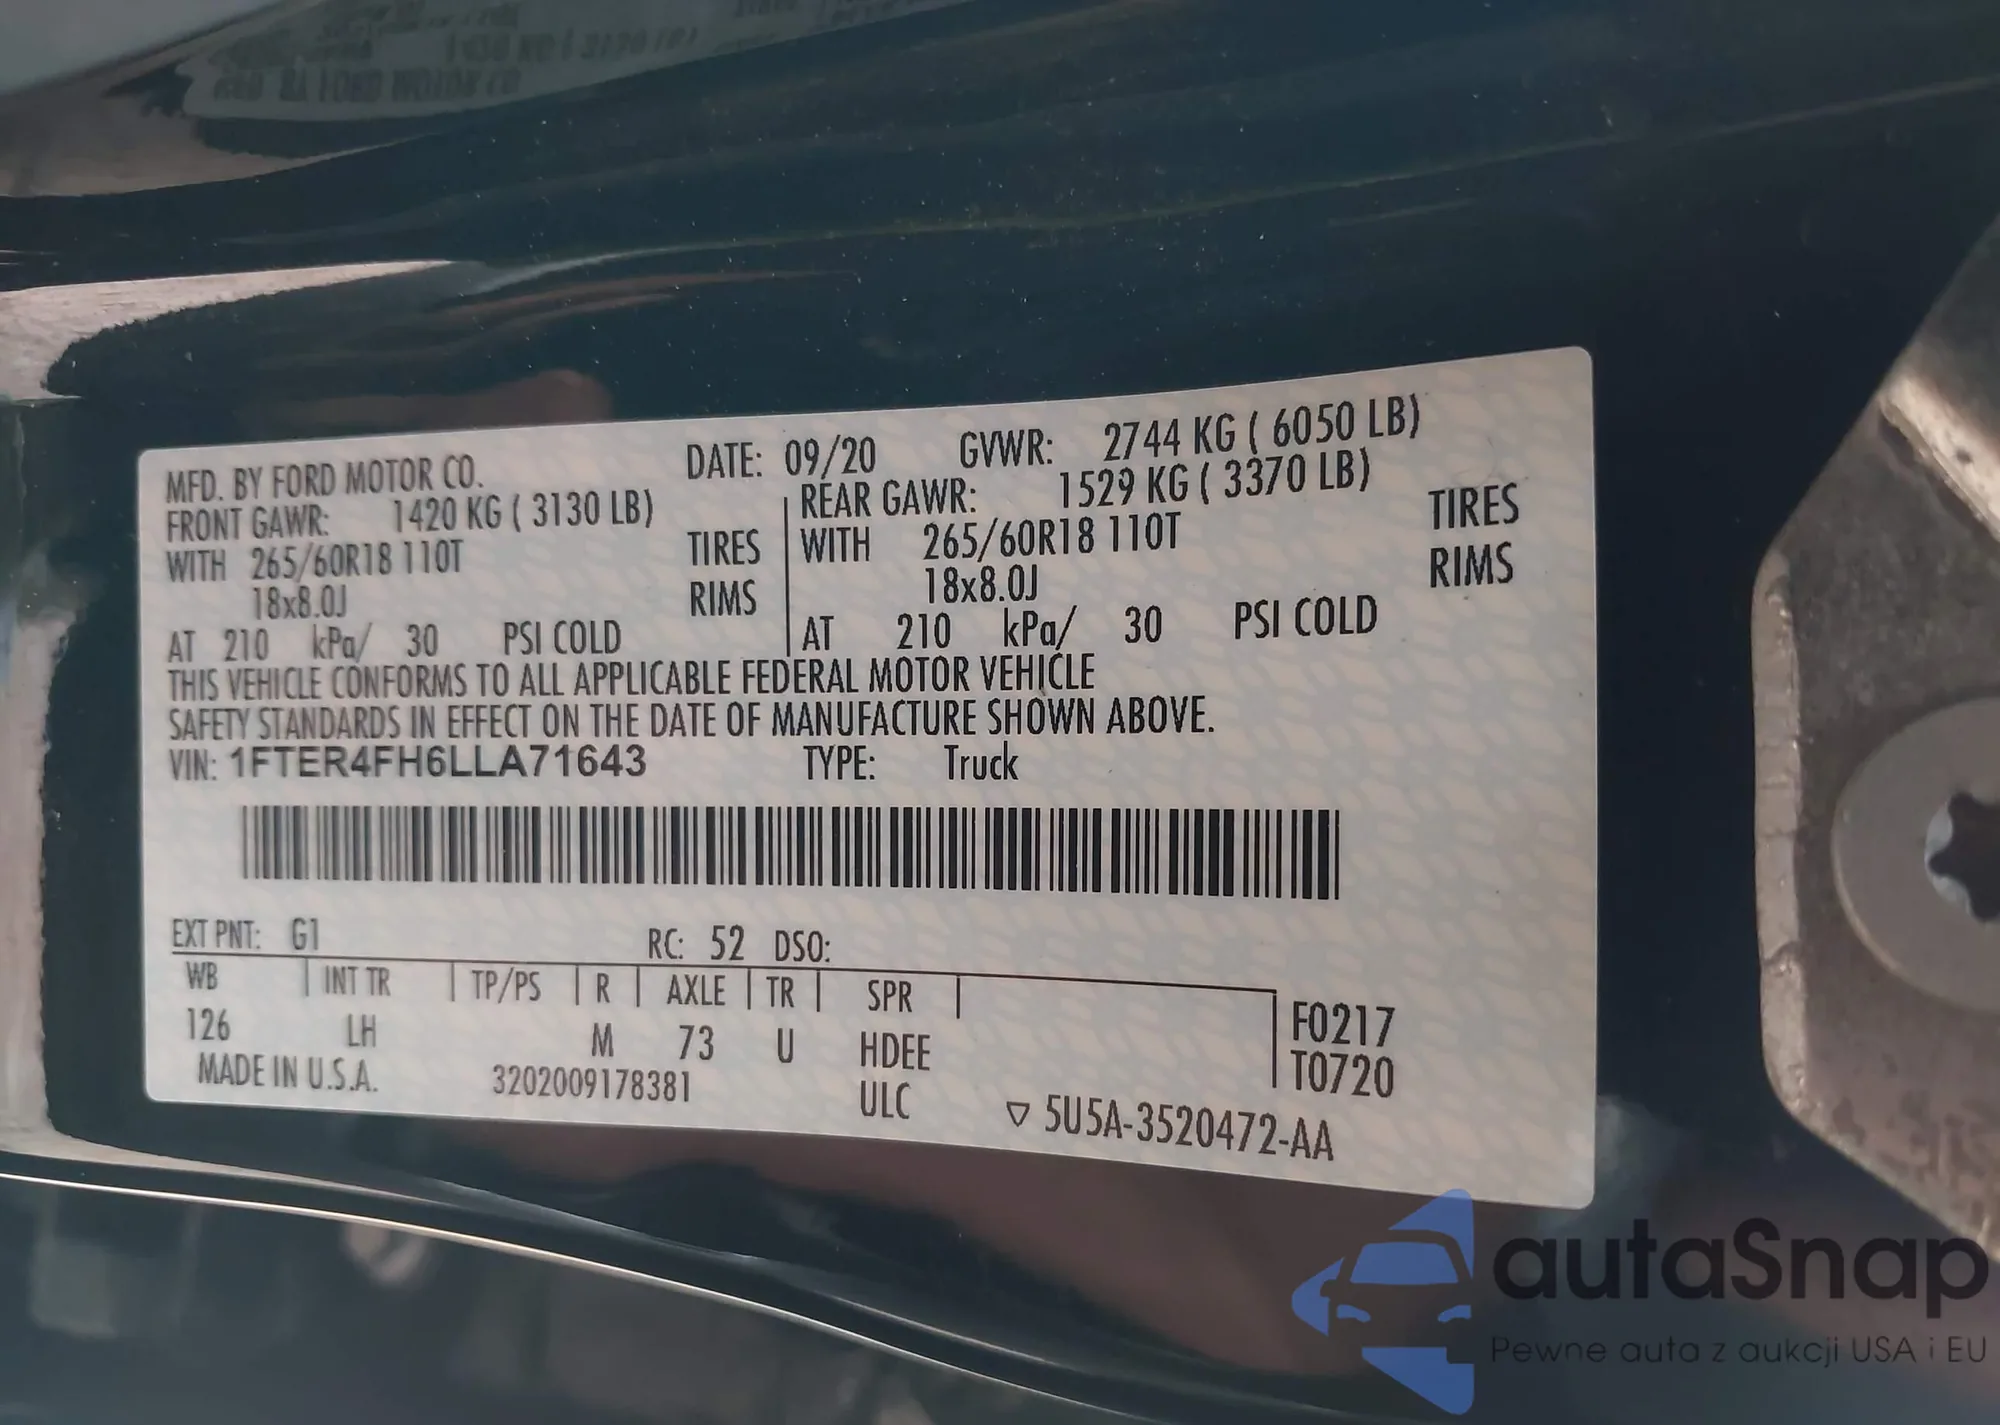 MFD. BY FORD MOTOR CO. DATE: 09/20 GVWR: 2744 KG ( 6050 LB)
FRONT GAWR: 1420 KG ( 3130 LB) REAR GAWR: 1529 KG ( 3370 LB)
WITH 265/60R18 110T TIRES WITH 265/60R18 110T TIRES
18x8.0J RIMS 18x8.0J RIMS
AT 210 kPa/ 30 PSI COLD AT 210 kPa/ 30 PSI COLD
THIS VEHICLE CONFORMS TO ALL APPLICABLE FEDERAL MOTOR VEHICLE
SAFETY STANDARDS IN EFFECT ON THE DATE OF MANUFACTURE SHOWN ABOVE.
VIN: 1FTER4FH6LLA71643 TYPE: Truck
EXT PNT: G1 RC: 52 DSO:
WB INT TR TP/PS R AXLE TR SPR
126 LH M 73 U HDEE F0217
MADE IN U.S.A. 3202009178381 ULC T0720
▽ 5U5A-3520472-AA
autaSnap
Pewne auta z aukcji USA i EU